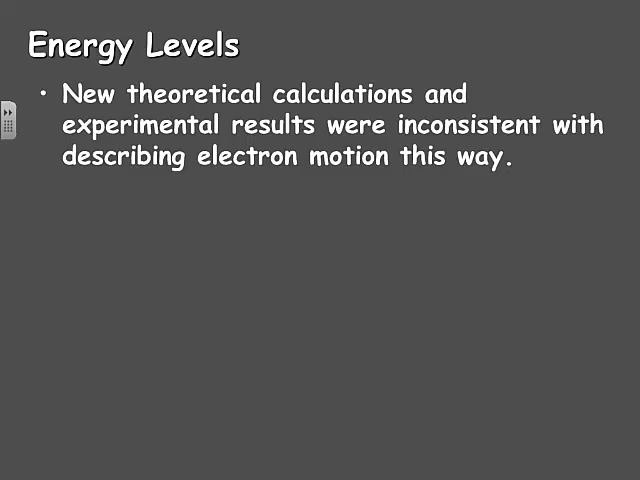 Energy Levels
• New theoretical calculations and
experimental results were inconsistent with
describing electron motion this way.